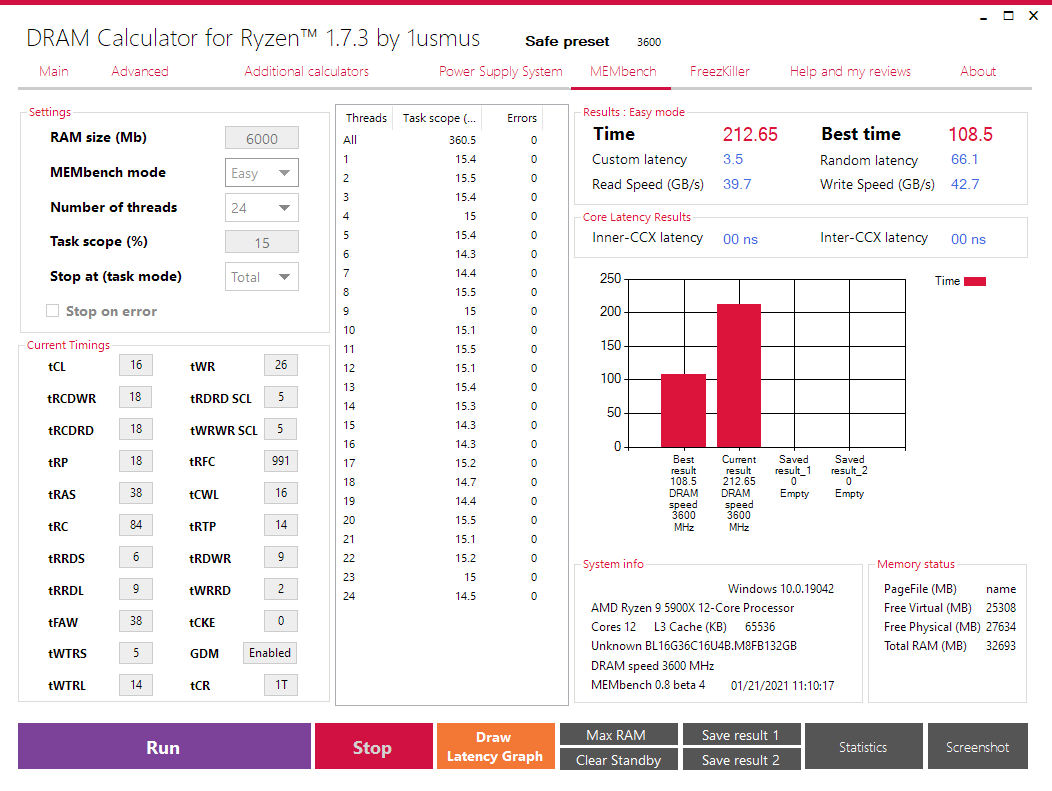 DRAM Calculator for Ryzen™ 1.7.3 by 1usmus Safe preset 3600
Main Advanced Additional calculators Power Supply System MEMbench FreezKiller Help and my reviews About
Settings
RAM size (Mb) 6000
MEMbench mode Easy
Number of threads 24
Task scope (%) 15
Stop at (task mode) Total
Stop on error
Current Timings
tCL 16 tWR 26
tRCDWR 18 tRDRD SCL 5
tRCDRD 18 tWRWR SCL 5
tRP 18 tRFC 991
tRAS 38 tCWL 16
tRC 84 tRTP 14
tRRDS 6 tRDWR 9
tRRDL 9 tWRRD 2
tFAW 38 tCKE 0
tWTRS 5 GDM Enabled
tWTRL 14 tCR 1T
Threads Task scope (... Errors
All 360.5 0
1 15.4 0
2 15.5 0
3 15.4 0
4 15 0
5 15.4 0
6 14.3 0
7 14.4 0
8 15.5 0
9 15 0
10 15.1 0
11 15.5 0
12 15.1 0
13 15.4 0
14 15.3 0
15 14.3 0
16 14.3 0
17 15.2 0
18 14.7 0
19 14.4 0
20 15.5 0
21 15.1 0
22 15.2 0
23 15 0
24 14.5 0
Results : Easy mode
Time 212.65 Best time 108.5
Custom latency 3.5 Random latency 66.1
Read Speed (GB/s) 39.7 Write Speed (GB/s) 42.7
Core Latency Results
Inner-CCX latency 00 ns Inter-CCX latency 00 ns
Time
250
200
150
100
50
0
Best result 108.5 DRAM speed 3600 MHz
Current result 212.65 DRAM speed 3600 MHz
Saved result_1 0 Empty
Saved result_2 0 Empty
System info
Windows 10.0.19042
AMD Ryzen 9 5900X 12-Core Processor
Cores 12 L3 Cache (KB) 65536
Unknown BL16G36C16U4B.M8FB132GB
DRAM speed 3600 MHz
MEMbench 0.8 beta 4 01/21/2021 11:10:17
Memory status
PageFile (MB) name
Free Virtual (MB) 25308
Free Physical (MB) 27634
Total RAM (MB) 32693
Run
Stop
Draw
Latency Graph
Max RAM
Clear Standby
Save result 1
Save result 2
Statistics
Screenshot